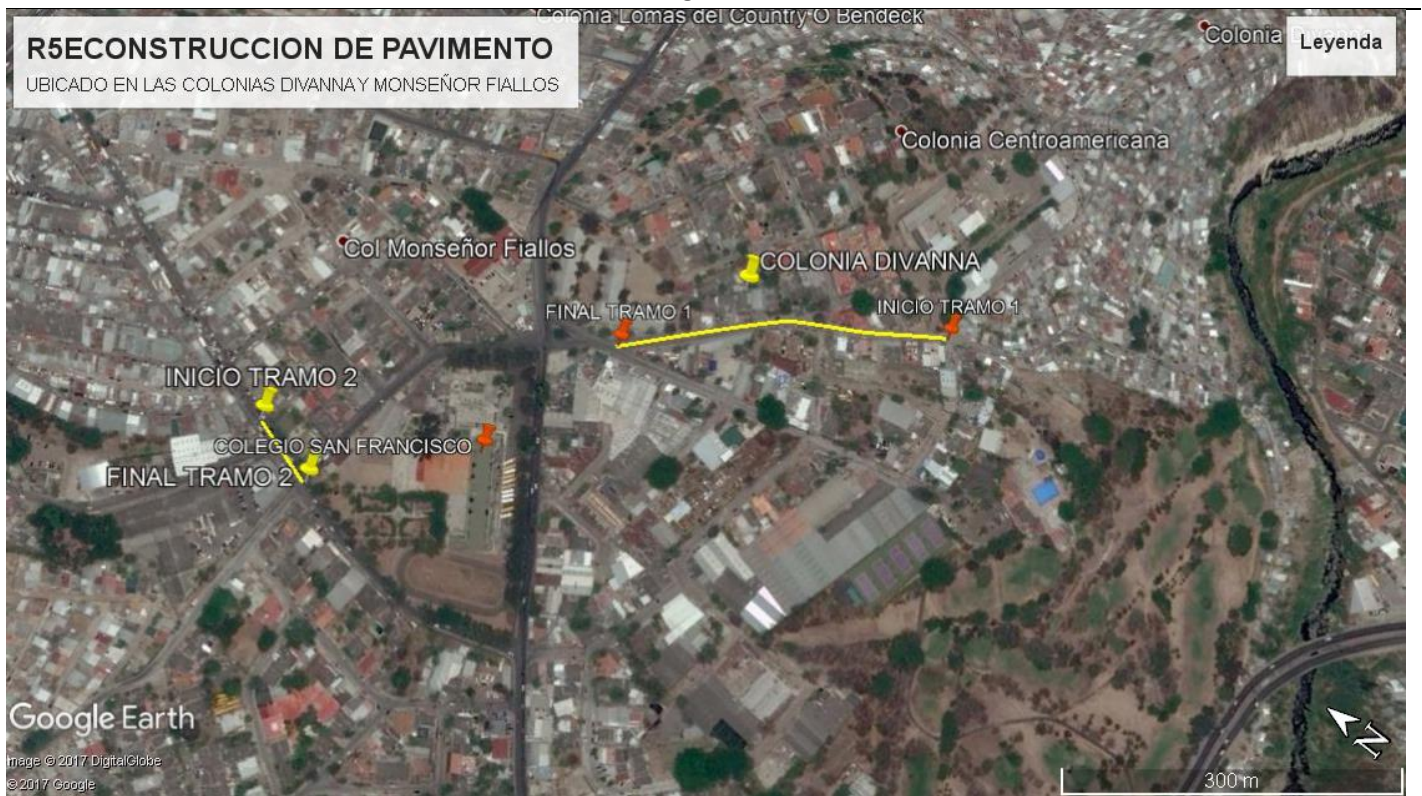 Colonia Lomas del Country O Bendeck
R5ECONSTRUCCION DE PAVIMENTO
UBICADO EN LAS COLONIAS DIVANNA Y MONSEÑOR FIALLOS
Colonia Divanna
Leyenda
Colonia Centroamericana
Col Monseñor Fiallos
COLONIA DIVANNA
FINAL TRAMO 1
INICIO TRAMO 1
INICIO TRAMO 2
COLEGIO SAN FRANCISCO
FINAL TRAMO 2
Google Earth
N
Image © 2017 DigitalGlobe
© 2017 Google
300 m